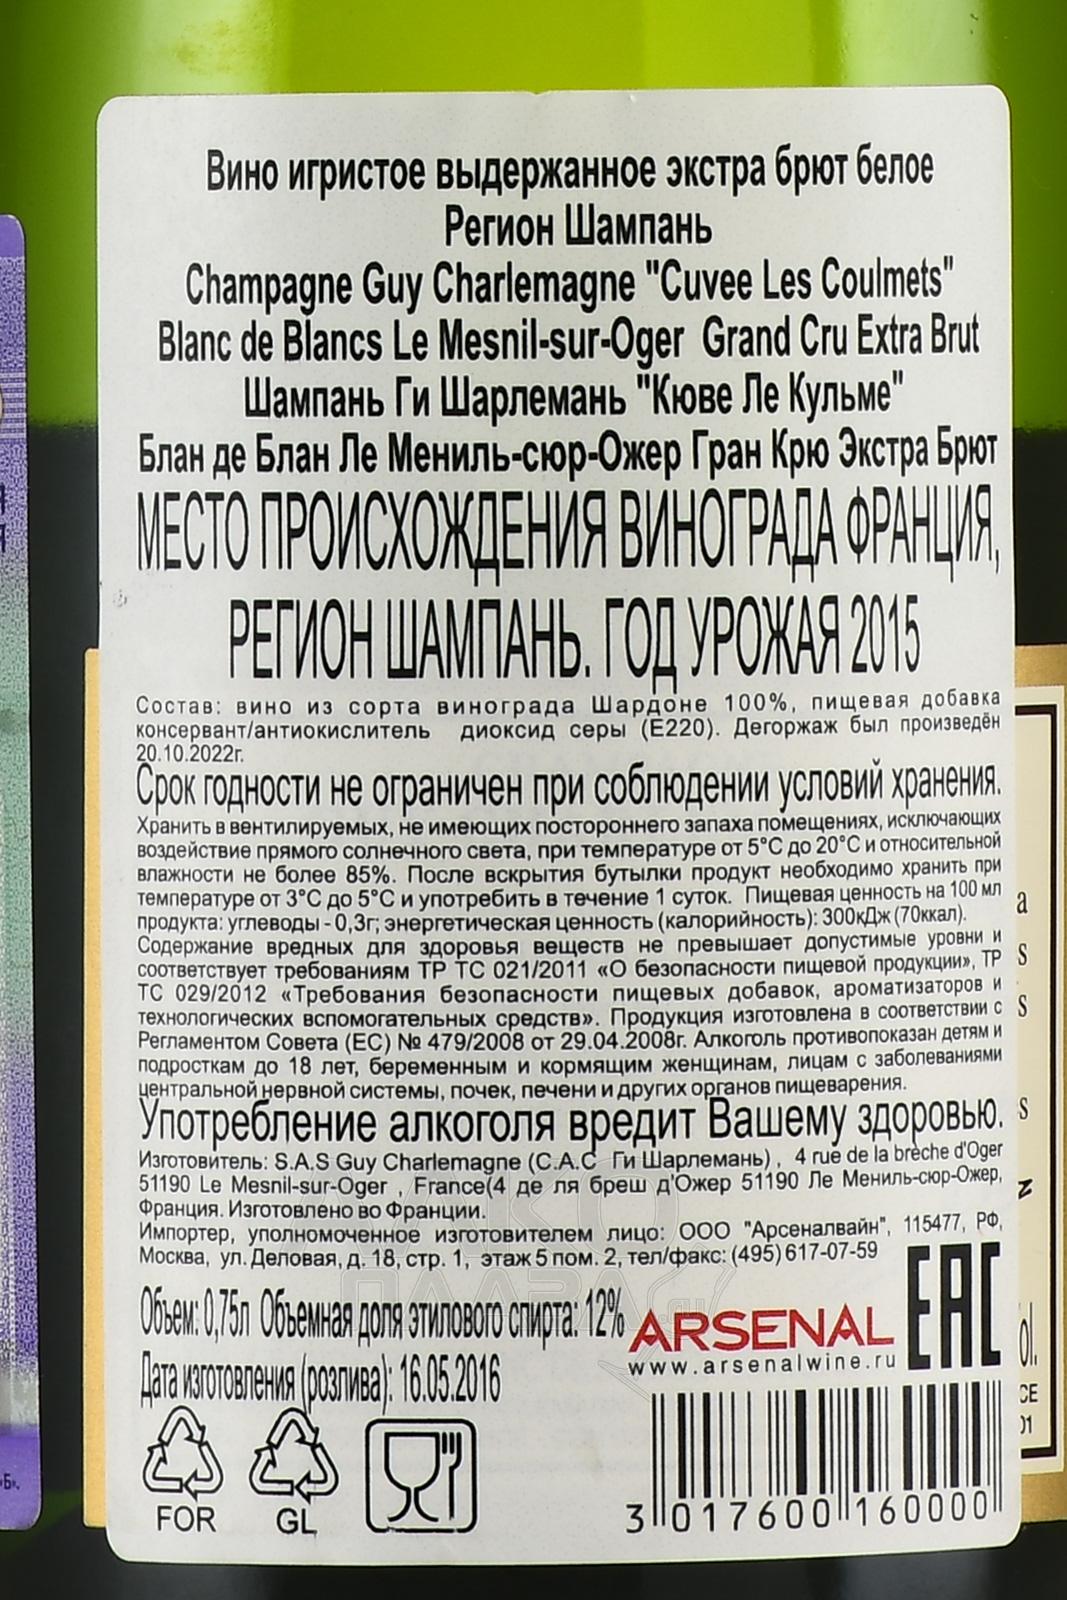 Вино игристое выдержанное экстра брют белое
Регион Шампань
Champagne Guy Charlemagne "Cuvee Les Coulmets"
Blanc de Blancs Le Mesnil-sur-Oger Grand Cru Extra Brut
Шампань Ги Шарлемань "Кюве Ле Кульме"
Блан де Блан Ле Мениль-сюр-Ожер Гран Крю Экстра Брют
МЕСТО ПРОИСХОЖДЕНИЯ ВИНОГРАДА ФРАНЦИЯ,
РЕГИОН ШАМПАНЬ. ГОД УРОЖАЯ 2015
Состав: вино из сорта винограда Шардоне 100%, пищевая добавка
консервант/антиокислитель диоксид серы (Е220). Дегоржаж был произведён
20.10.2022г.
Срок годности не ограничен при соблюдении условий хранения.
Хранить в вентилируемых, не имеющих постороннего запаха помещениях, исключающих
воздействие прямого солнечного света, при температуре от 5°С до 20°С и относительной
влажности не более 85%. После вскрытия бутылки продукт необходимо хранить при
температуре от 3°С до 5°С и употребить в течение 1 суток. Пищевая ценность на 100 мл
продукта: углеводы - 0,3г; энергетическая ценность (калорийность): 300кДж (70ккал).
Содержание вредных для здоровья веществ не превышает допустимые уровни и
соответствует требованиям ТР ТС 021/2011 «О безопасности пищевой продукции», ТР
ТС 029/2012 «Требования безопасности пищевых добавок, ароматизаторов и
технологических вспомогательных средств». Продукция изготовлена в соответствии с
Регламентом Совета (ЕС) № 479/2008 от 29.04.2008г. Алкоголь противопоказан детям и
подросткам до 18 лет, беременным и кормящим женщинам, лицам с заболеваниями
центральной нервной системы, почек, печени и других органов пищеварения.
Употребление алкоголя вредит Вашему здоровью.
Изготовитель: S.A.S Guy Charlemagne (С.А.С Ги Шарлемань) , 4 rue de la brèche d'Oger
51190 Le Mesnil-sur-Oger , France(4 де ля бреш д'Ожер 51190 Ле Мениль-сюр-Ожер,
Франция. Изготовлено во Франции.
Импортер, уполномоченное изготовителем лицо: ООО "Арсеналвайн", 115477, РФ,
Москва, ул. Деловая, д. 18, стр. 1, этаж 5 пом. 2, тел/факс: (495) 617-07-59
Объем: 0,75л Объемная доля этилового спирта: 12%
Дата изготовления (розлива): 16.05.2016
ARSENAL
www.arsenalwine.ru
EAC
FOR
GL
3 017600 160000